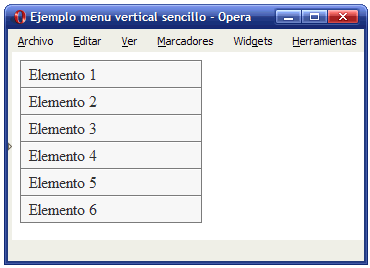 Ejemplo menu vertical sencillo - Opera
Archivo Editar Ver Marcadores Widgets Herramientas
Elemento 1
Elemento 2
Elemento 3
Elemento 4
Elemento 5
Elemento 6